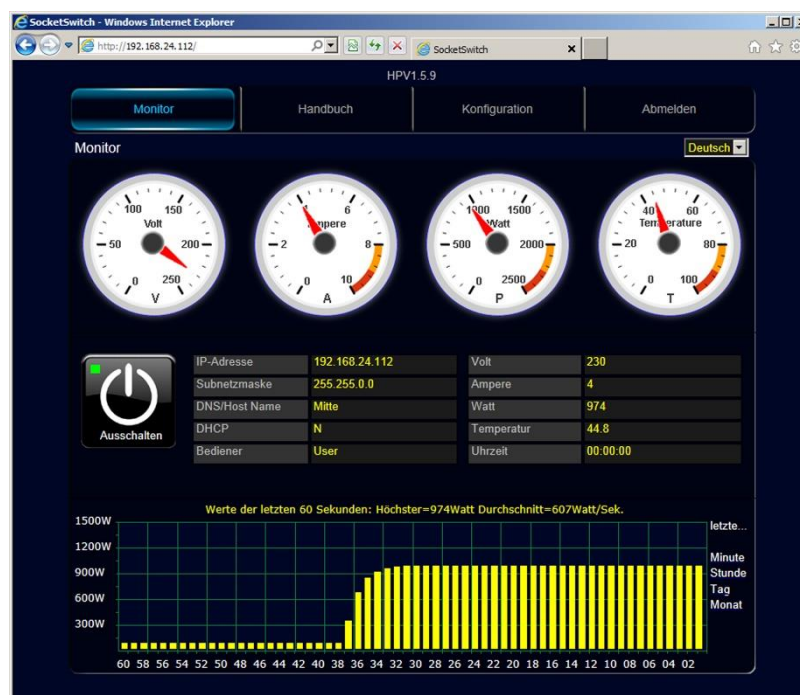 SocketSwitch - Windows Internet Explorer
http://192.168.24.112/
SocketSwitch
HPV1.5.9
Monitor Handbuch Konfiguration Abmelden
Monitor Deutsch
0 50 100 150 200 250 Volt V
0 2 4 6 8 10 A
0 500 1000 1500 2000 2500 Watt P
0 20 40 60 80 100 Temperature T
Ausschalten
IP-Adresse 192.168.24.112 Volt 230
Subnetzmaske 255.255.0.0 Ampere 4
DNS/Host Name Mitte Watt 974
DHCP N Temperatur 44.8
Bediener User Uhrzeit 00:00:00
Werte der letzten 60 Sekunden: Höchster=974Watt Durchschnitt=607Watt/Sek.
1500W
1200W
900W
600W
300W
letzte...
Minute
Stunde
Tag
Monat
60 58 56 54 52 50 48 46 44 42 40 38 36 34 32 30 28 26 24 22 20 18 16 14 12 10 08 06 04 02